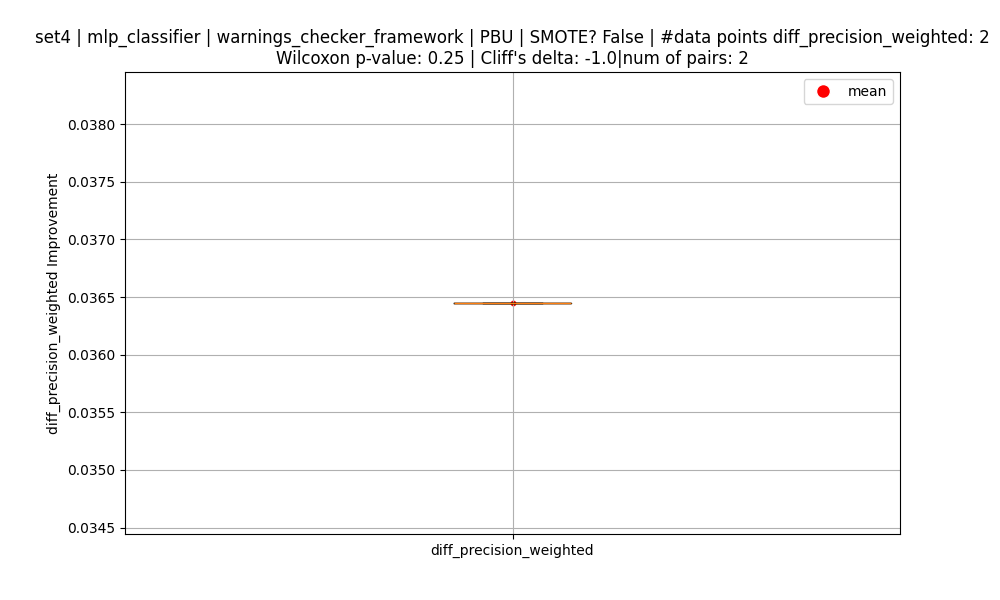 set4 | mlp_classifier | warnings_checker_framework | PBU | SMOTE? False | #data points diff_precision_weighted: 2
Wilcoxon p-value: 0.25 | Cliff's delta: -1.0|num of pairs: 2
mean
0.0380
0.0375
0.0370
0.0365
0.0360
0.0355
0.0350
0.0345
diff_precision_weighted Improvement
diff_precision_weighted